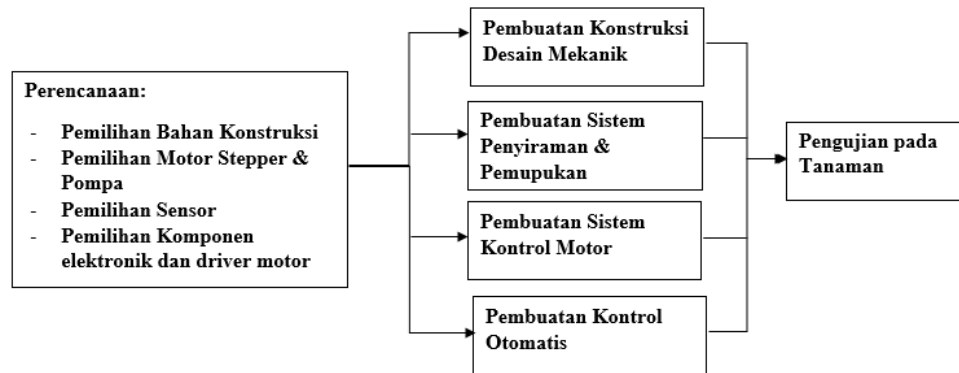 Perencanaan:
- Pemilihan Bahan Konstruksi
- Pemilihan Motor Stepper &
Pompa
- Pemilihan Sensor
- Pemilihan Komponen
elektronik dan driver motor
Pembuatan Konstruksi
Desain Mekanik
Pembuatan Sistem
Penyiraman &
Pemupukan
Pembuatan Sistem
Kontrol Motor
Pembuatan Kontrol
Otomatis
Pengujian pada
Tanaman